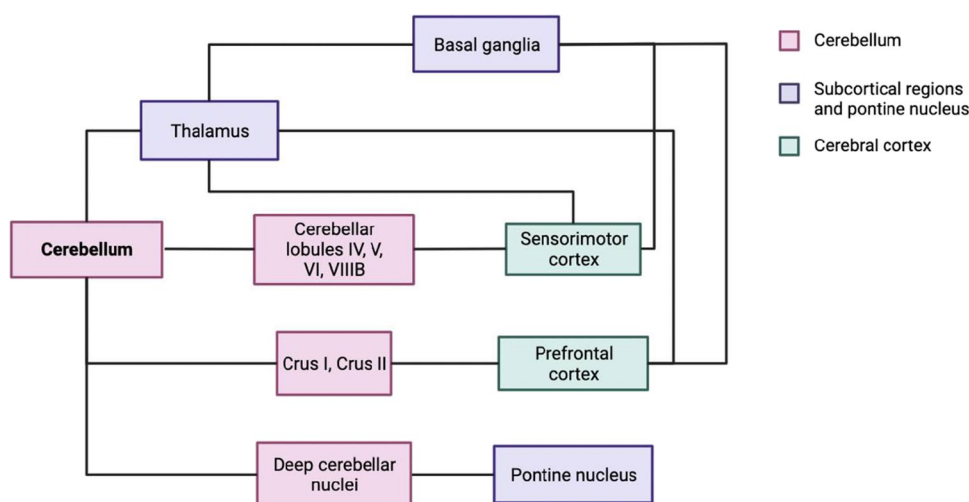 Basal ganglia
Cerebellum
Subcortical regions
and pontine nucleus
Cerebral cortex
Thalamus
Cerebellum
Cerebellar
lobules IV, V,
VI, VIIIB
Sensorimotor
cortex
Crus I, Crus II
Prefrontal
cortex
Deep cerebellar
nuclei
Pontine nucleus